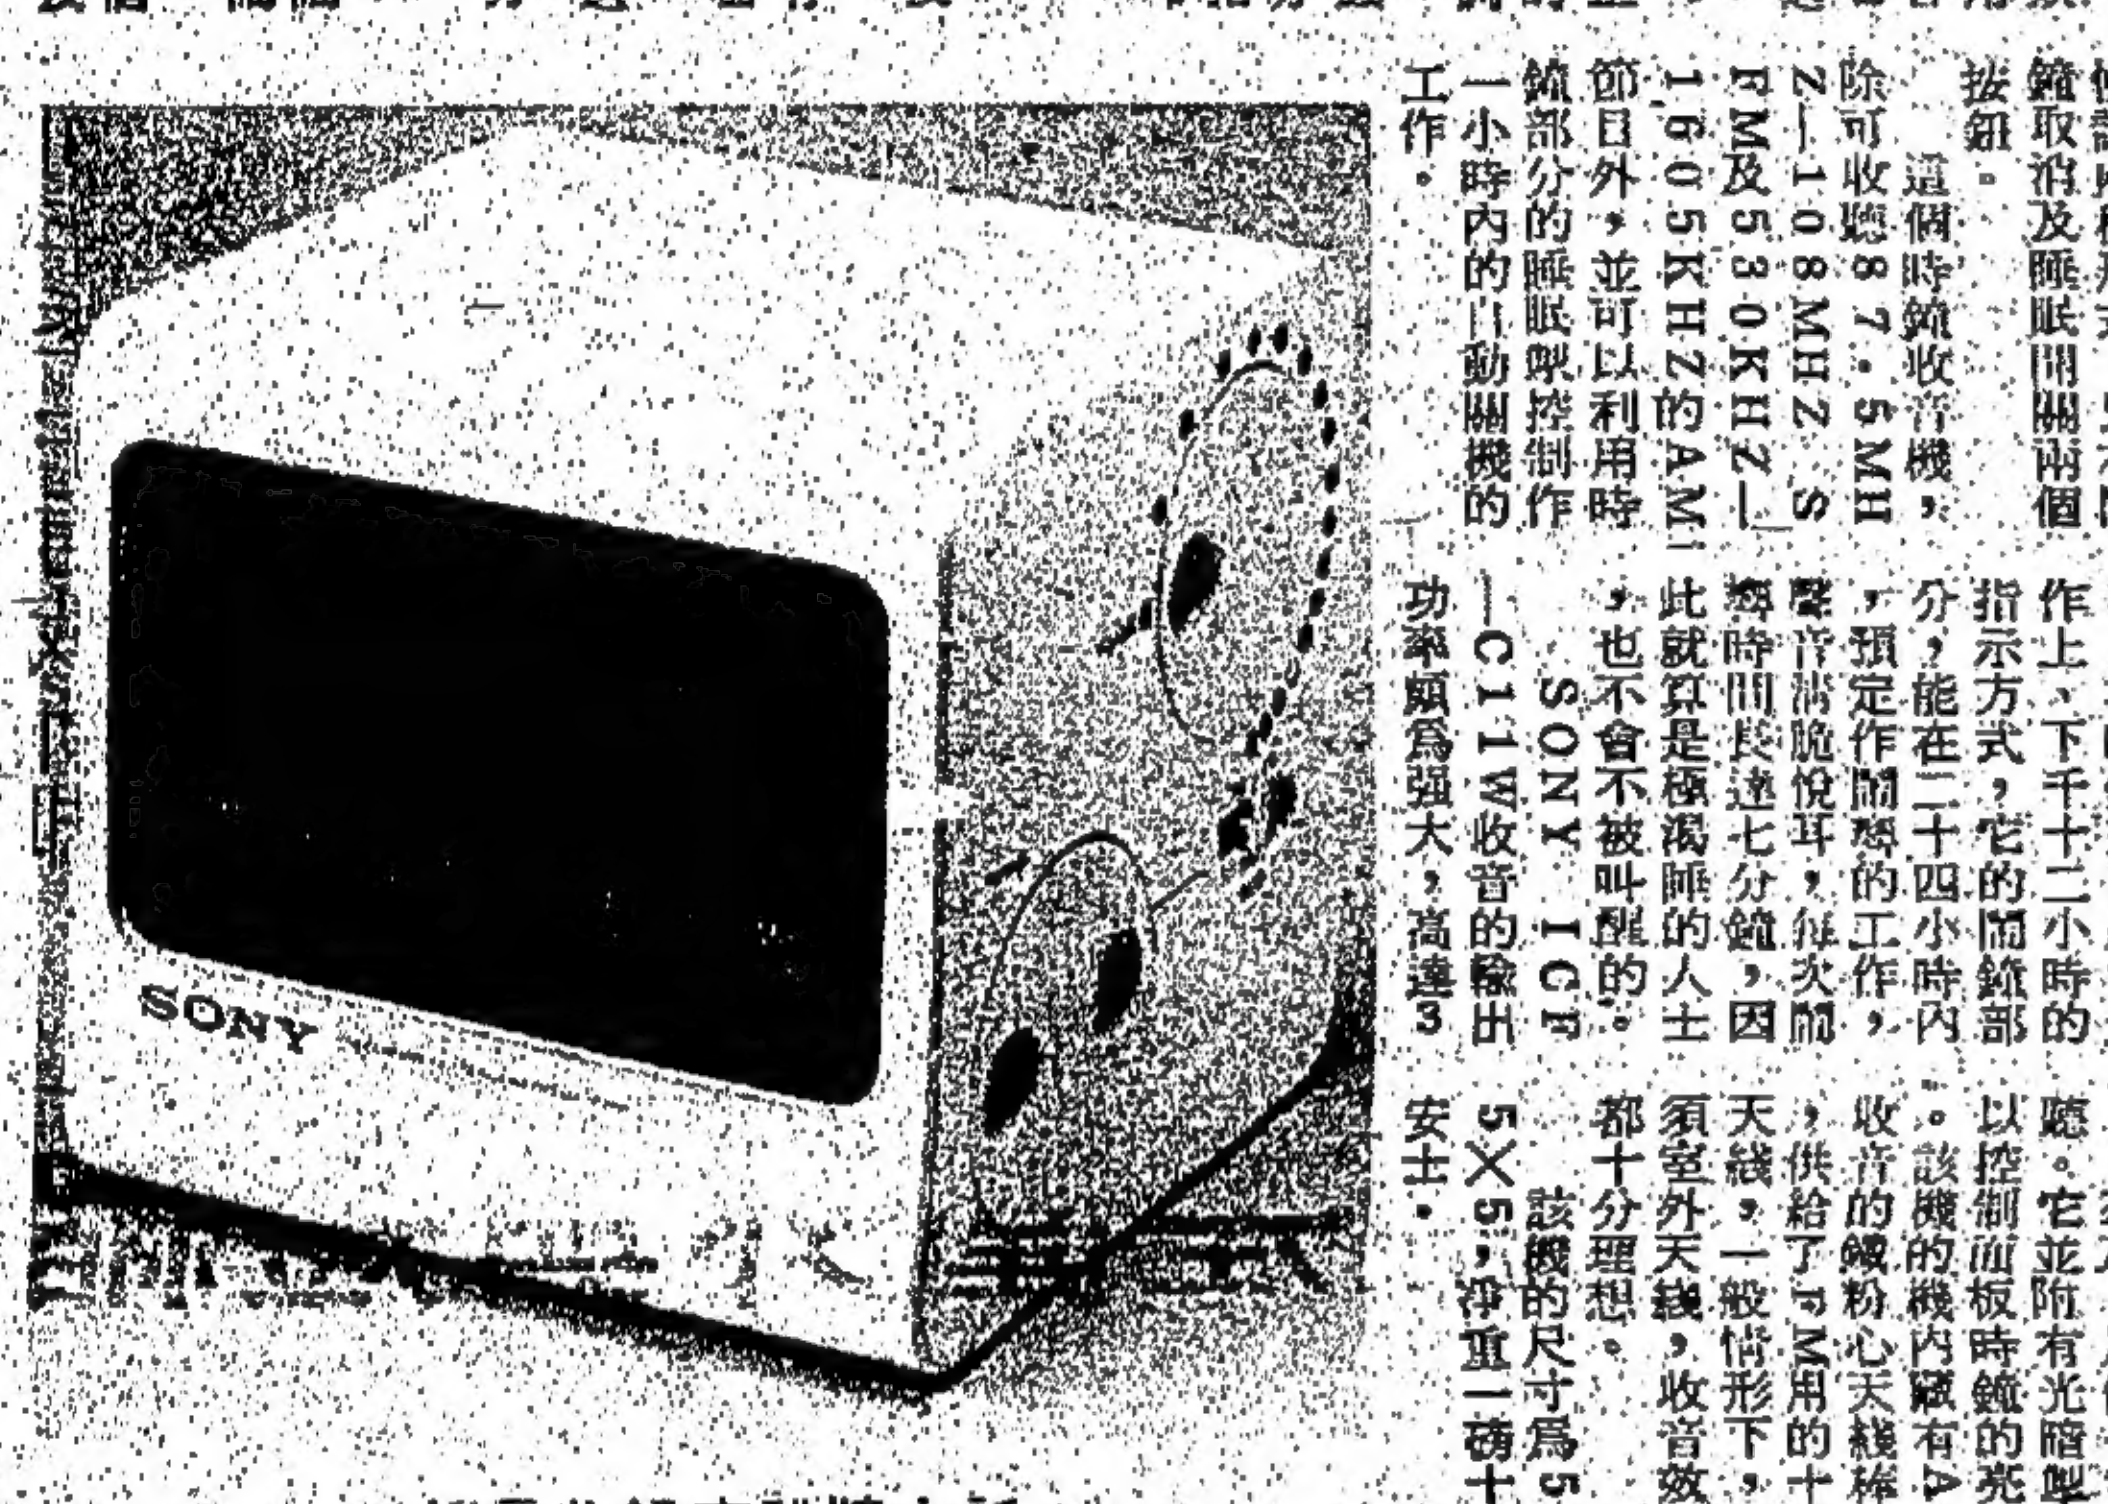 鐘取消及睡眠開關兩個
按鈕。
這個時鐘收音機，
除可收聽87.5MH
Z—108MHZ S
FM及530KHZ—
1605KHZ的AM
節目外，並可以利用時
鐘部分的睡眠掣控制作
一小時內的自動關機的
工作。
作上、下千十二小時的
指示方式，它的鬧鐘部
分，能在二十四小時內
，預定作鬧響的工作，
聲音清脆悅耳，每次鬧
響時間長達七分鐘，因
此就算是極渴睡的人士
，也不會不被叫醒的。
SONY ICF
—C11W收音的輸出
功率頗爲强大，高達3
聽。它並附有光暗掣
以控制面板時鐘的亮
。該機的機內藏有A
收音的鐵粉心天綫棒
，供給了FM用的十
天綫，一般情形下，
須室外天綫，收音效
都十分理想。
該機的尺寸爲5
5×5，淨重一磅十
安士。
SONY